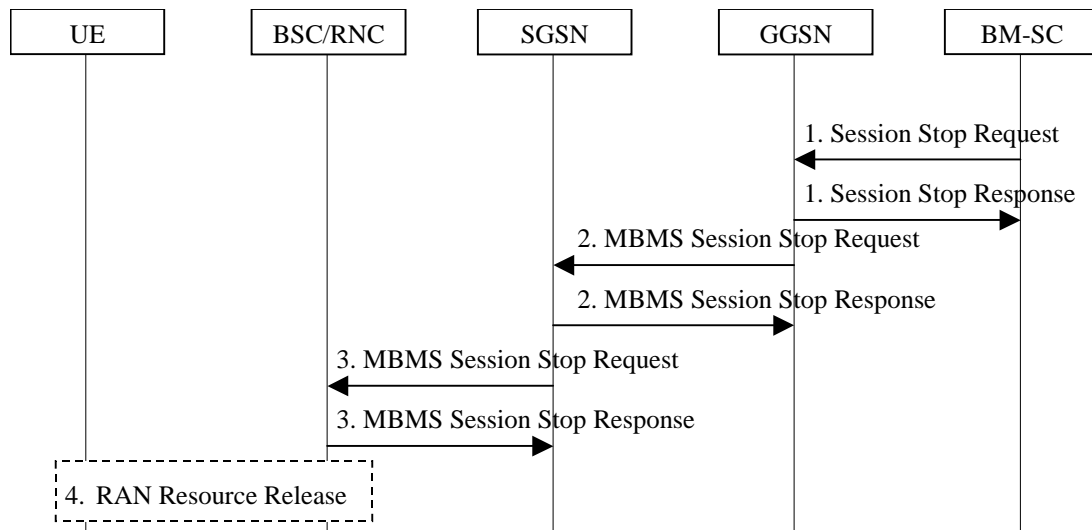 UE
BSC/RNC
SGSN
GGSN
BM-SC
1. Session Stop Request
1. Session Stop Response
2. MBMS Session Stop Request
2. MBMS Session Stop Response
3. MBMS Session Stop Request
3. MBMS Session Stop Response
4. RAN Resource Release